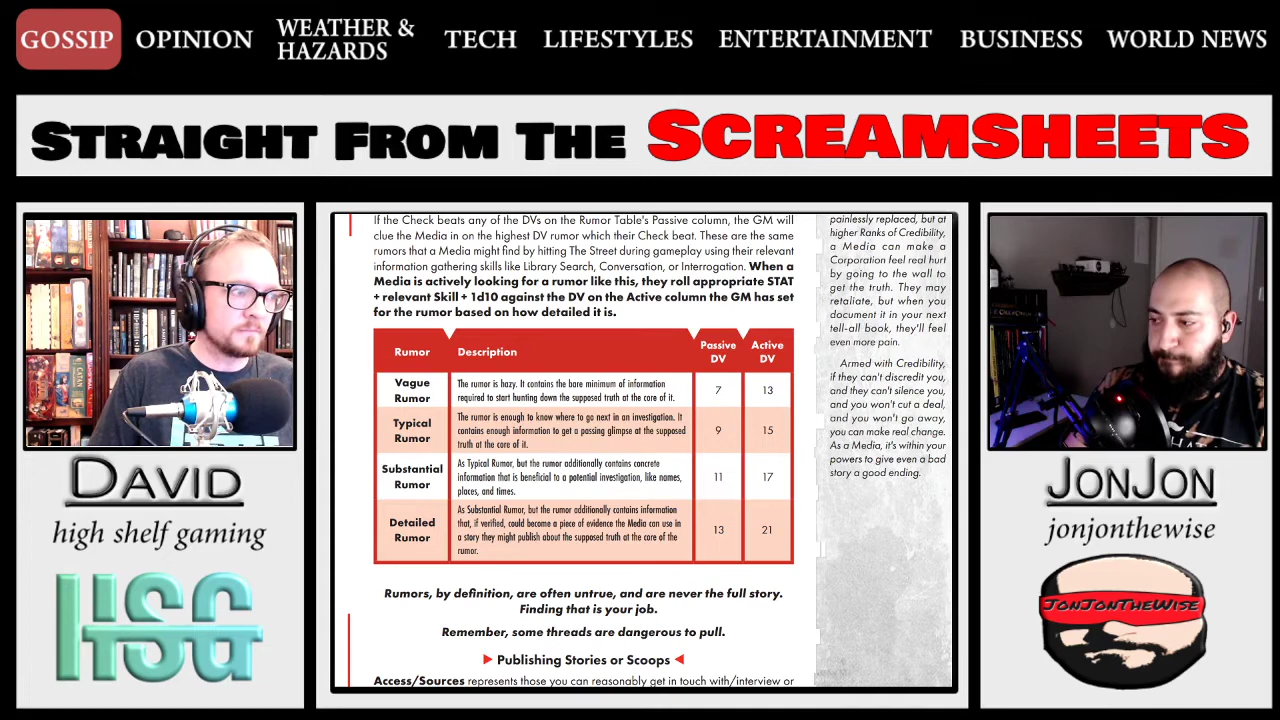 GOSSIP
OPINION
WEATHER &
HAZARDS
TECH
LIFESTYLES
ENTERTAINMENT
BUSINESS
WORLD NEWS
STRAIGHT FROM THE SCREAMSHEETS
If the Check beats any of the DVs on the Rumor Table's Passive column, the GM will
clue the Media in on the highest DV rumor which their Check beat. These are the same
rumors that a Media might find by hitting The Street during gameplay using their relevant
information gathering skills like Library Search, Conversation, or Interrogation. When a
Media is actively looking for a rumor like this, they roll appropriate STAT
+ relevant Skill + 1d10 against the DV on the Active column the GM has set
for the rumor based on how detailed it is.
Rumor
Description
Passive
DV
Active
DV
Vague
Rumor
The rumor is hazy. It contains the bare minimum of information
required to start hunting down the supposed truth at the core of it.
7
13
Typical
Rumor
The rumor is enough to know where to go next in an investigation. It
contains enough information to get a passing glimpse at the supposed
truth at the core of it.
9
15
Substantial
Rumor
As Typical Rumor, but the rumor additionally contains concrete
information that is beneficial to a potential investigation, like names,
places, and times.
11
17
Detailed
Rumor
As Substantial Rumor, but the rumor additionally contains information
that, if verified, could become a piece of evidence the Media can use in
a story they might publish about the supposed truth at the core of the
rumor.
13
21
Rumors, by definition, are often untrue, and are never the full story.
Finding that is your job.
Remember, some threads are dangerous to pull.
Publishing Stories or Scoops
Access/Sources represents those you can reasonably get in touch with/interview or
painlessly replaced, but at
higher Ranks of Credibility,
a Media can make a
Corporation feel real hurt
by going to the wall to
get the truth. They may
retaliate, but when you
document it in your next
tell-all book, they'll feel
even more pain.
Armed with Credibility,
if they can't discredit you,
and they can't silence you,
and you won't cut a deal,
and you won't go away,
you can make real change.
As a Media, it's within your
powers to give even a bad
story a good ending.
CATAN
DAVID
high shelf gaming
HSG
JONJON
jonjonthewise
JONJONTHEWISE